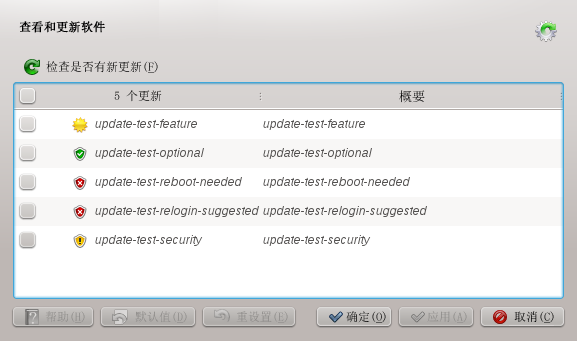 查看和更新软件
检查是否有新更新(F)
5 个更新 概要
update-test-feature update-test-feature
update-test-optional update-test-optional
update-test-reboot-needed update-test-reboot-needed
update-test-relogin-suggested update-test-relogin-suggested
update-test-security update-test-security
帮助(H) 默认值(D) 重设置(R) 确定(O) 应用(A) 取消(C)